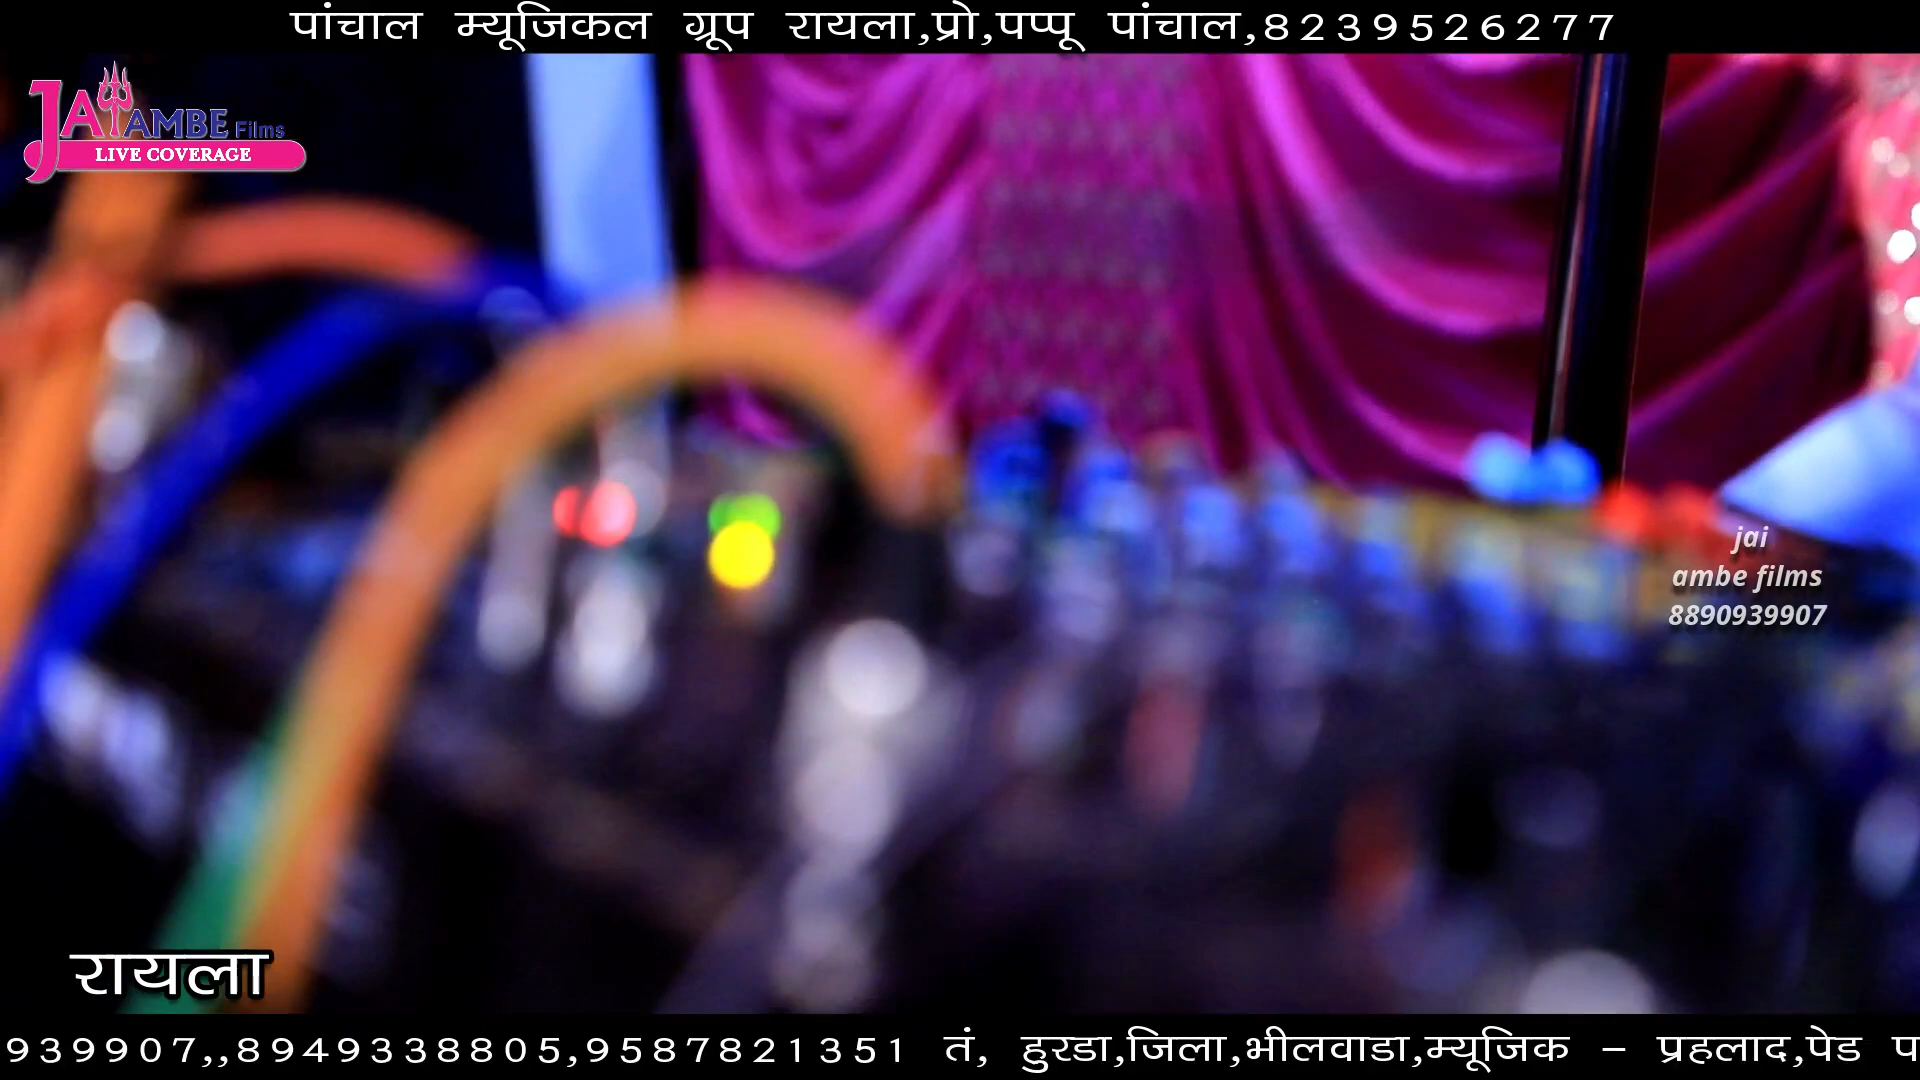 पांचाल म्यूजिकल ग्रूप रायला,प्रो,पप्पू पांचाल,8239526277
JAI AMBE Films
LIVE COVERAGE
jai
ambe films
8890939907
रायला
939907,,8949338805,9587821351 तं, हुरडा,जिला,भीलवाडा,म्यूजिक – प्रहलाद,पेड प